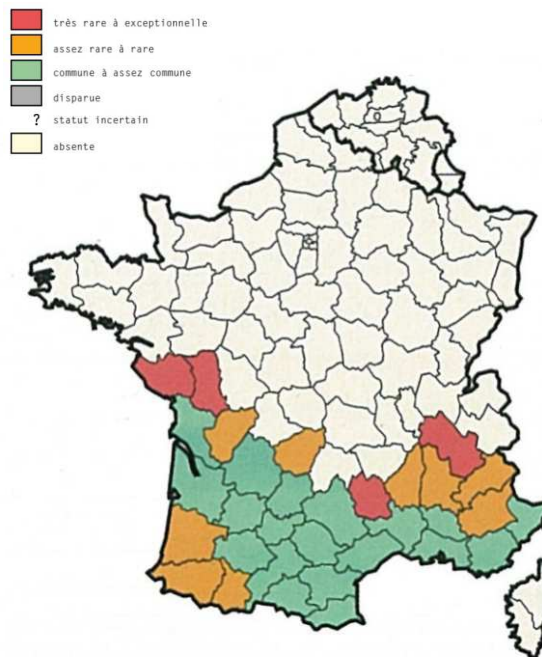 très rare à exceptionnelle
assez rare à rare
commune à assez commune
disparue
? statut incertain
absente